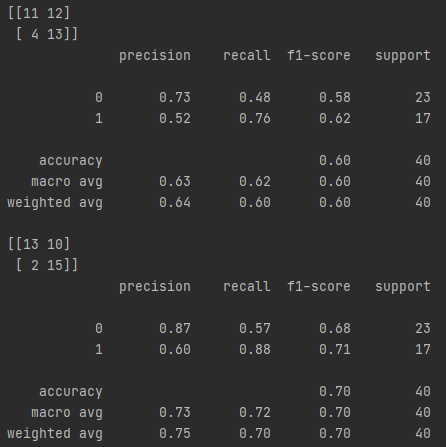 [[11 12]
[ 4 13]]
precision recall f1-score support
0 0.73 0.48 0.58 23
1 0.52 0.76 0.62 17
accuracy 0.60 40
macro avg 0.63 0.62 0.60 40
weighted avg 0.64 0.60 0.60 40
[[13 10]
[ 2 15]]
precision recall f1-score support
0 0.87 0.57 0.68 23
1 0.60 0.88 0.71 17
accuracy 0.70 40
macro avg 0.73 0.72 0.70 40
weighted avg 0.75 0.70 0.70 40